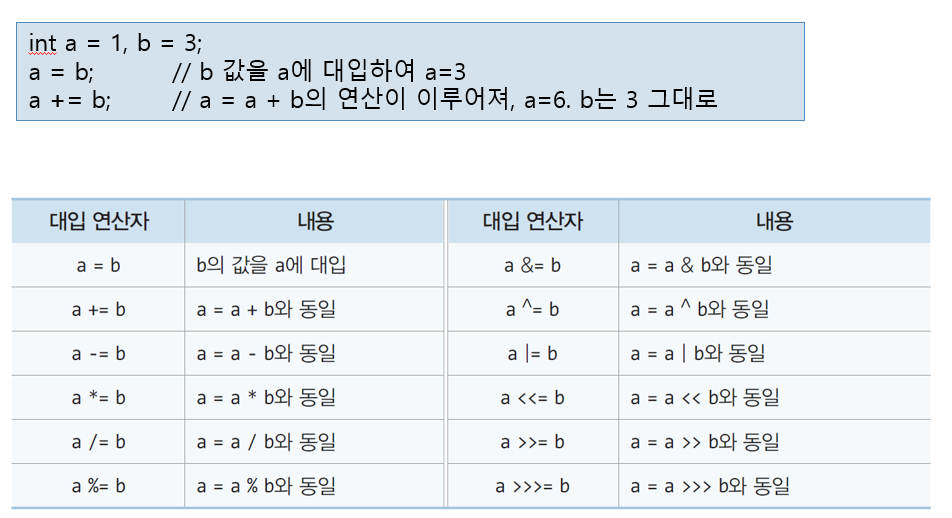 int a = 1, b = 3;
a = b; // b 값을 a에 대입하여 a=3
a += b; // a = a + b의 연산이 이루어져, a=6. b는 3 그대로
대입 연산자 내용 대입 연산자 내용
a = b b의 값을 a에 대입 a &= b a = a & b와 동일
a += b a = a + b와 동일 a ^= b a = a ^ b와 동일
a -= b a = a - b와 동일 a |= b a = a | b와 동일
a *= b a = a * b와 동일 a <<= b a = a << b와 동일
a /= b a = a / b와 동일 a >>= b a = a >> b와 동일
a %= b a = a % b와 동일 a >>>= b a = a >>> b와 동일